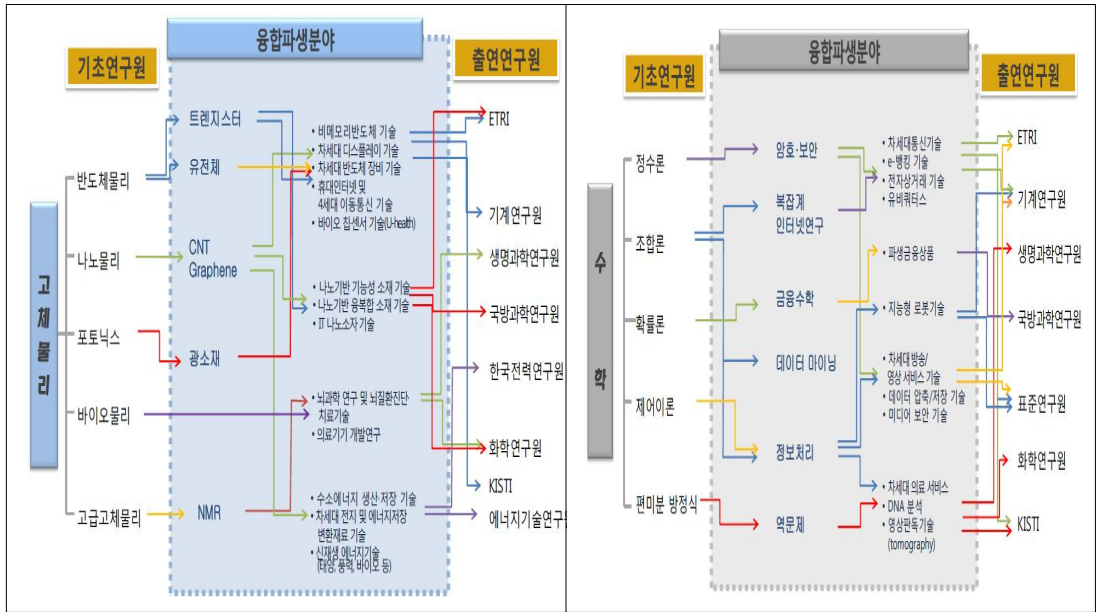 융합파생분야
기초연구원
출연연구원
고체물리
반도체물리
나노물리
포토닉스
바이오물리
고급고체물리
트렌지스터
유전체
CNT
Graphene
광소재
NMR
• 비메모리반도체 기술
• 차세대 디스플레이 기술
• 차세대 반도체 장비 기술
• 휴대인터넷 및
4세대 이동통신 기술
• 바이오 칩센서 기술(U-health)
• 나노기반 기능성 소재 기술
• 나노기반 융복합 소재 기술
• IT 나노소자 기술
• 뇌과학 연구 및 뇌질환진단·
치료기술
• 의료기기 개발연구
• 수소에너지 생산·저장 기술
• 차세대 전지 및 에너지저장
변환재료 기술
• 신재생 에너지기술
(태양, 풍력, 바이오 등)
ETRI
기계연구원
생명과학연구원
국방과학연구원
한국전력연구원
화학연구원
KISTI
에너지기술연구원
융합파생분야
기초연구원
출연연구원
수학
정수론
조합론
확률론
제어이론
편미분 방정식
암호·보안
복잡계
인터넷연구
금융수학
데이터 마이닝
정보처리
역문제
• 차세대통신기술
• e-뱅킹 기술
• 전자상거래 기술
• 유비쿼터스
• 파생금융상품
• 지능형 로봇기술
• 차세대 방송/
영상 서비스 기술
• 데이터 압축/저장 기술
• 미디어 보안 기술
• 차세대 의료 서비스
• DNA 분석
• 영상판독기술
(tomography)
ETRI
기계연구원
생명과학연구원
국방과학연구원
표준연구원
화학연구원
KISTI